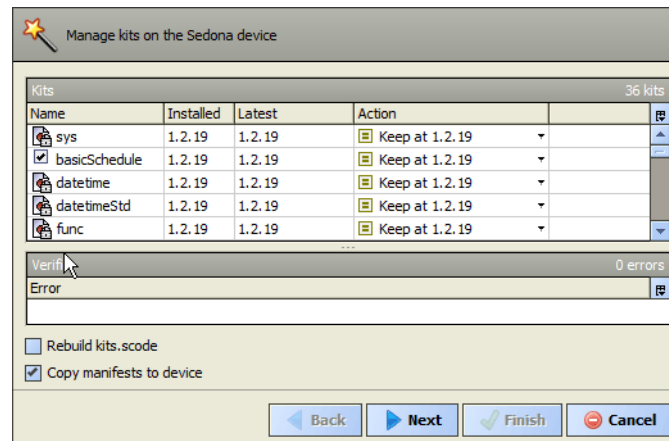 Manage kits on the Sedona device
Kits 36 kits
Name Installed Latest Action
sys 1.2.19 1.2.19 Keep at 1.2.19
basicSchedule 1.2.19 1.2.19 Keep at 1.2.19
datetime 1.2.19 1.2.19 Keep at 1.2.19
datetimeStd 1.2.19 1.2.19 Keep at 1.2.19
func 1.2.19 1.2.19 Keep at 1.2.19
0 errors
Error
Rebuild kits.scode
Copy manifests to device
Back Next Finish Cancel